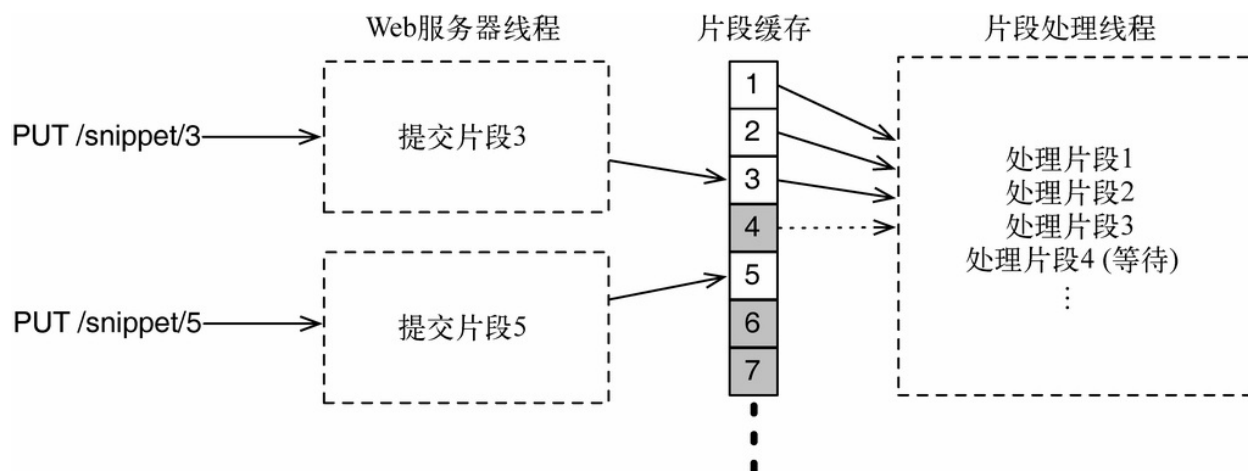 Web服务器线程
片段缓存
片段处理线程
PUT /snippet/3
提交片段3
PUT /snippet/5
提交片段5
1
2
3
4
5
6
7
处理片段1
处理片段2
处理片段3
处理片段4 (等待)
⋮